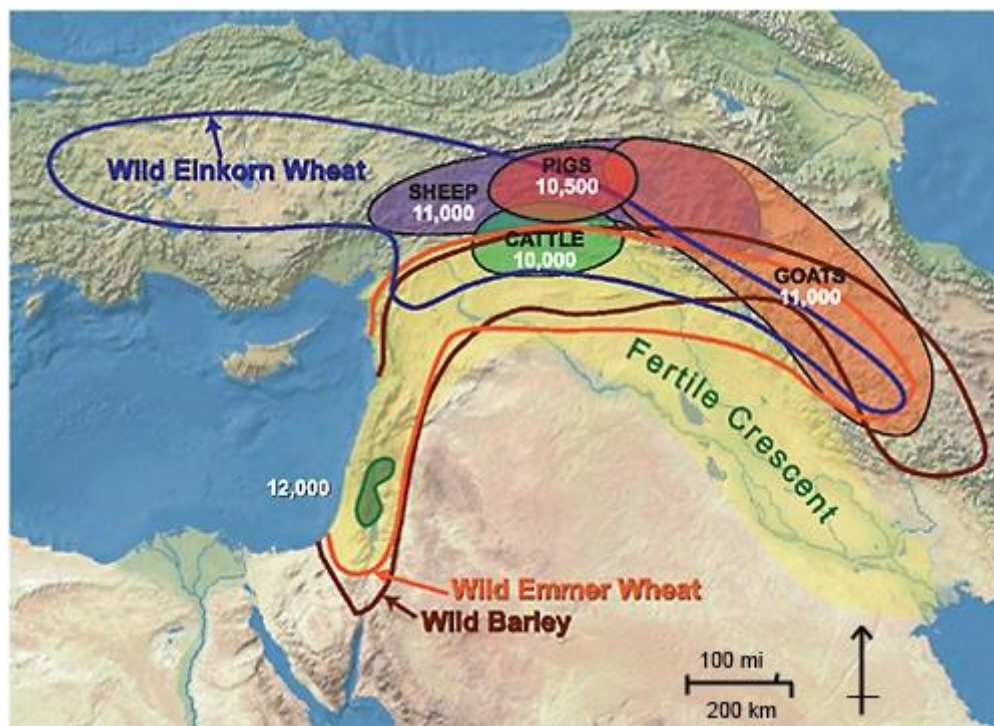 Wild Einkorn Wheat
PIGS
10,500
SHEEP
11,000
CATTLE
10,000
GOATS
11,000
Fertile Crescent
12,000
Wild Emmer Wheat
Wild Barley
100 mi
200 km